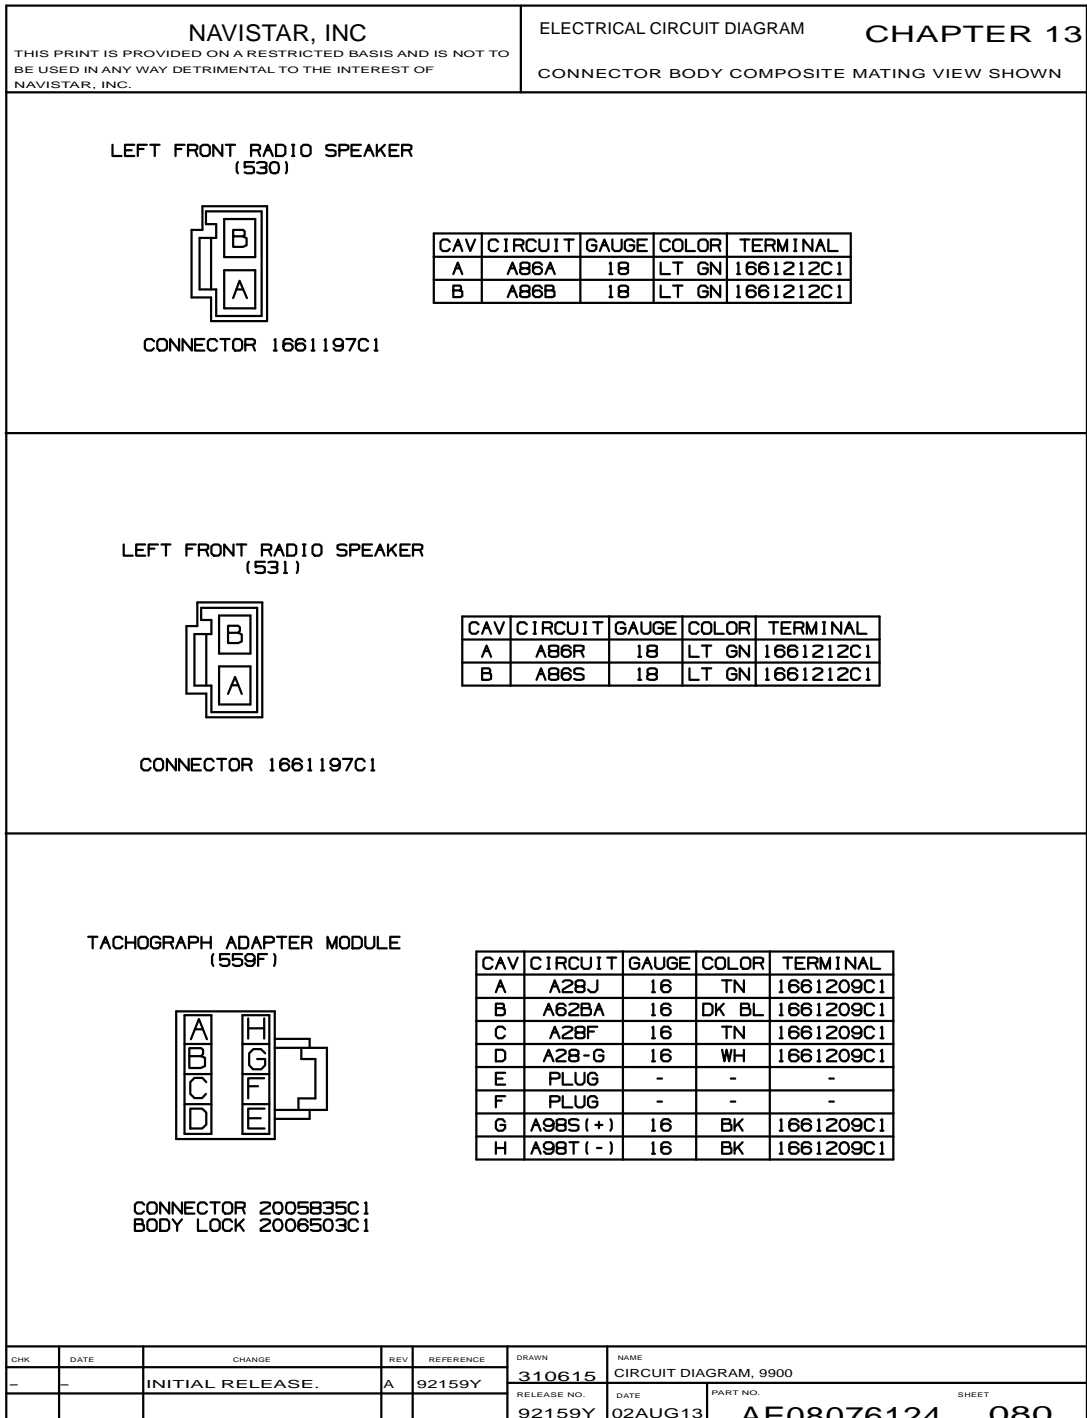 NAVISTAR, INC
THIS PRINT IS PROVIDED ON A RESTRICTED BASIS AND IS NOT TO
BE USED IN ANY WAY DETRIMENTAL TO THE INTEREST OF
NAVISTAR, INC.
ELECTRICAL CIRCUIT DIAGRAM CHAPTER 13
CONNECTOR BODY COMPOSITE MATING VIEW SHOWN
LEFT FRONT RADIO SPEAKER
(530)
B
A
CONNECTOR 1661197C1
CAV CIRCUIT GAUGE COLOR TERMINAL
A A86A 18 LT GN 1661212C1
B A86B 18 LT GN 1661212C1
LEFT FRONT RADIO SPEAKER
(531)
B
A
CONNECTOR 1661197C1
CAV CIRCUIT GAUGE COLOR TERMINAL
A A86R 18 LT GN 1661212C1
B A86S 18 LT GN 1661212C1
TACHOGRAPH ADAPTER MODULE
(559F)
A H
B G
C F
D E
CONNECTOR 2005835C1
BODY LOCK 2006503C1
CAV CIRCUIT GAUGE COLOR TERMINAL
A A28J 16 TN 1661209C1
B A62BA 16 DK BL 1661209C1
C A28F 16 TN 1661209C1
D A28-G 16 WH 1661209C1
E PLUG - - -
F PLUG - - -
G A98S(+) 16 BK 1661209C1
H A98T(-) 16 BK 1661209C1
CHK DATE CHANGE REV REFERENCE
- - INITIAL RELEASE. A 92159Y
DRAWN
310615
NAME
CIRCUIT DIAGRAM, 9900
RELEASE NO.
92159Y
DATE
02AUG13
PART NO.
AE08076124
SHEET
080